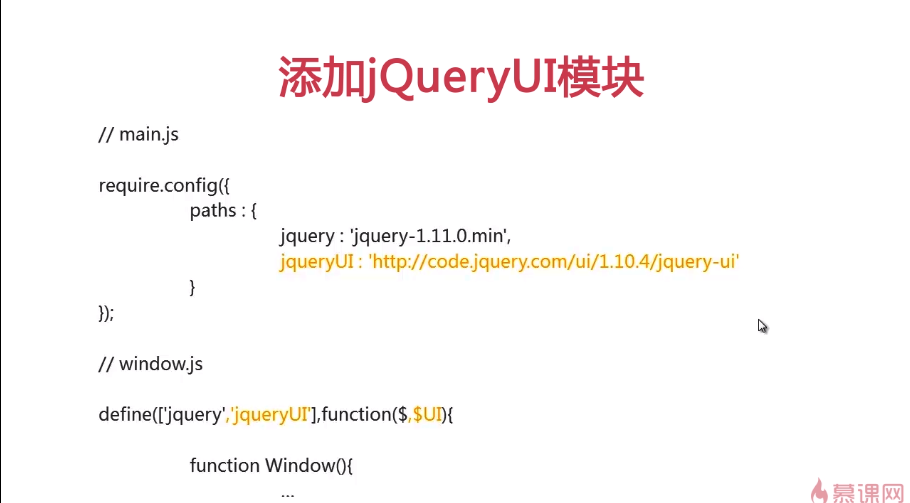 添加jQueryUI模块
// main.js
require.config({
paths : {
jquery : 'jquery-1.11.0.min',
jqueryUI : 'http://code.jquery.com/ui/1.10.4/jquery-ui'
}
});
// window.js
define(['jquery','jqueryUI'],function($,$UI){
function Window(){
...
慕课网